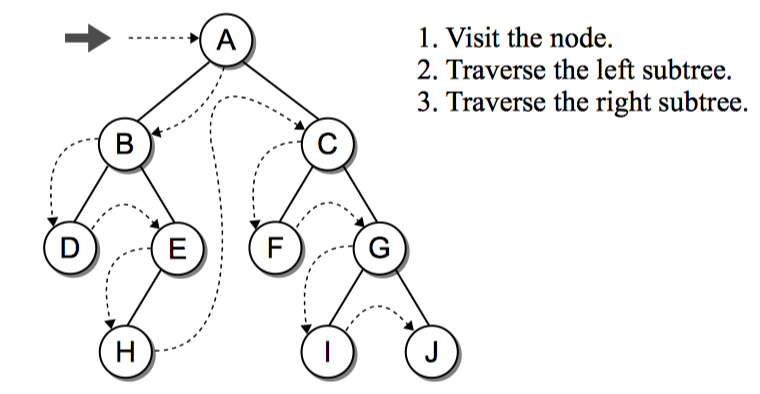 A
1. Visit the node.
2. Traverse the left subtree.
3. Traverse the right subtree.
B
C
D
E
F
G
H
I
J